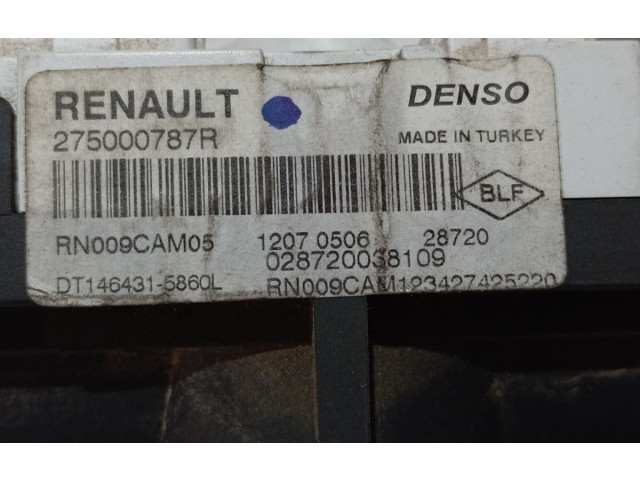 RENAULT DENSO
275000787R MADE IN TURKEY
BLF
RN009CAM05 1207 0506 28720
028720038109
DT146431-5860L RN009CAM123427425220